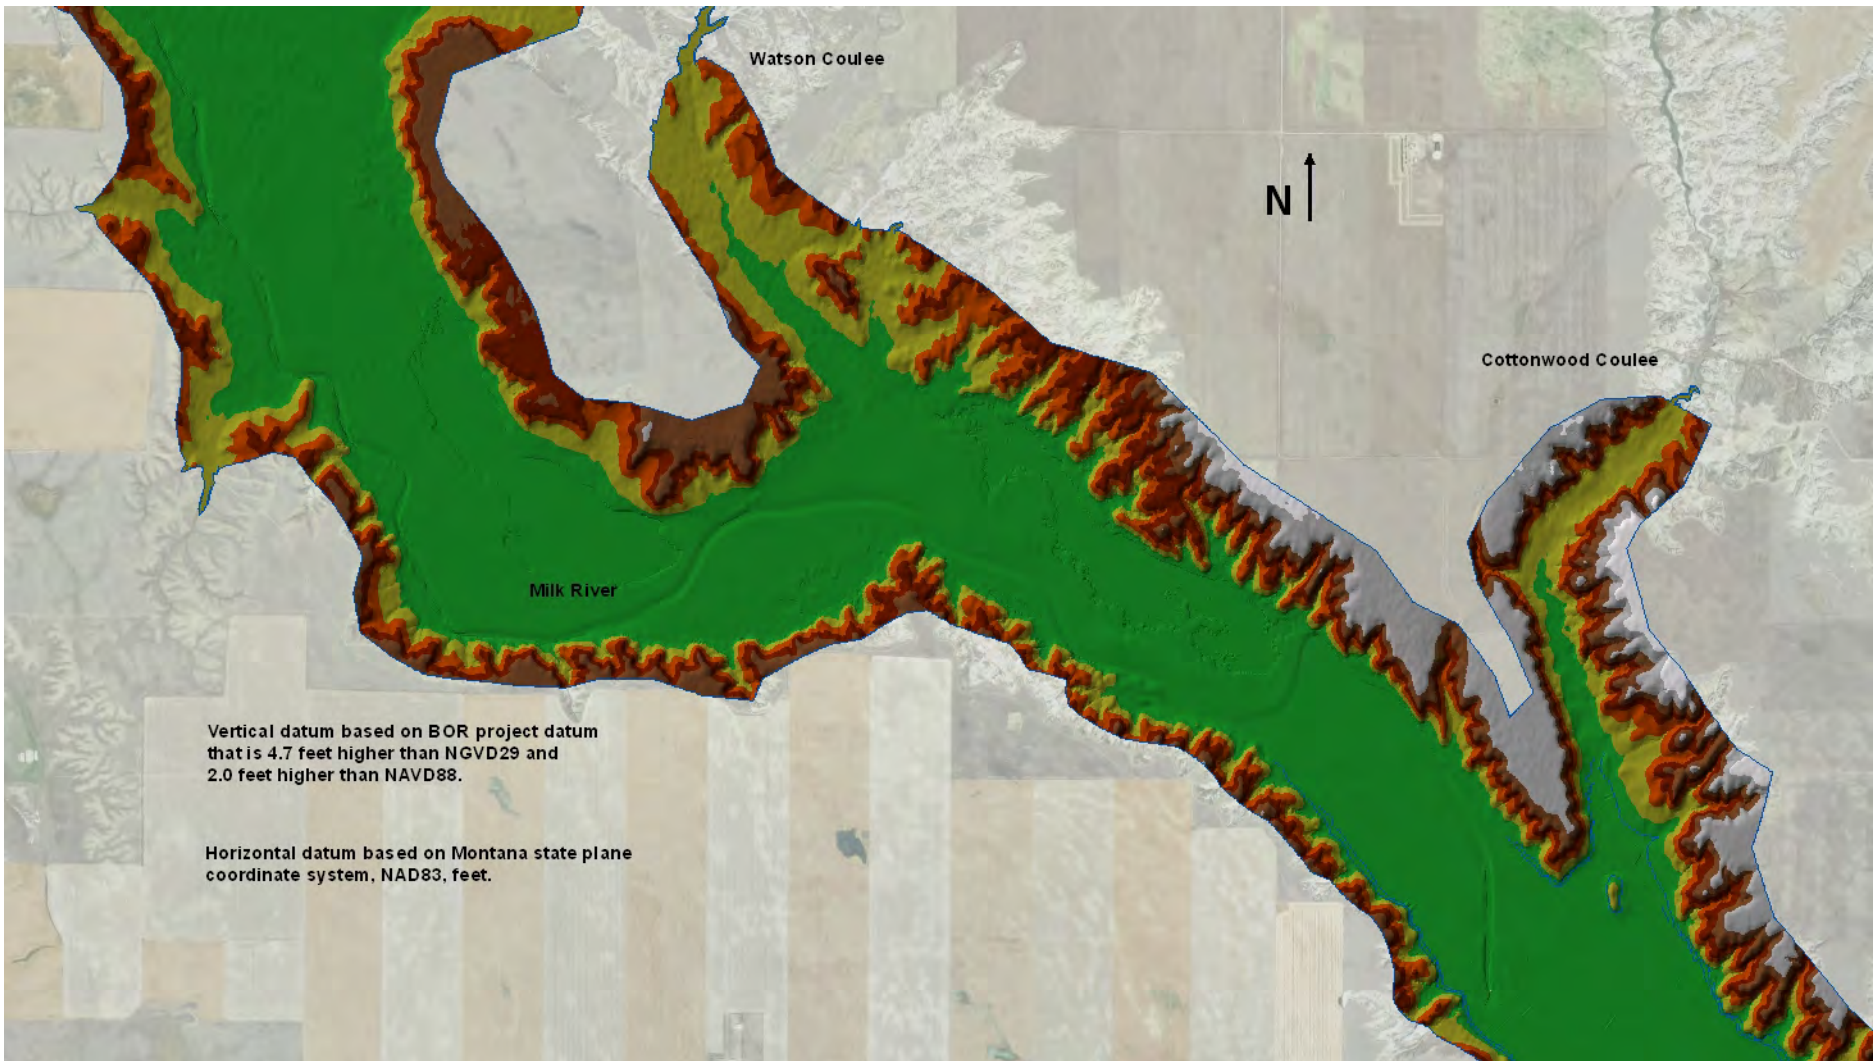 Watson Coulee
N
Cottonwood Coulee
Milk River
Vertical datum based on BOR project datum
that is 4.7 feet higher than NGVD29 and
2.0 feet higher than NAVD88.
Horizontal datum based on Montana state plane
coordinate system, NAD83, feet.